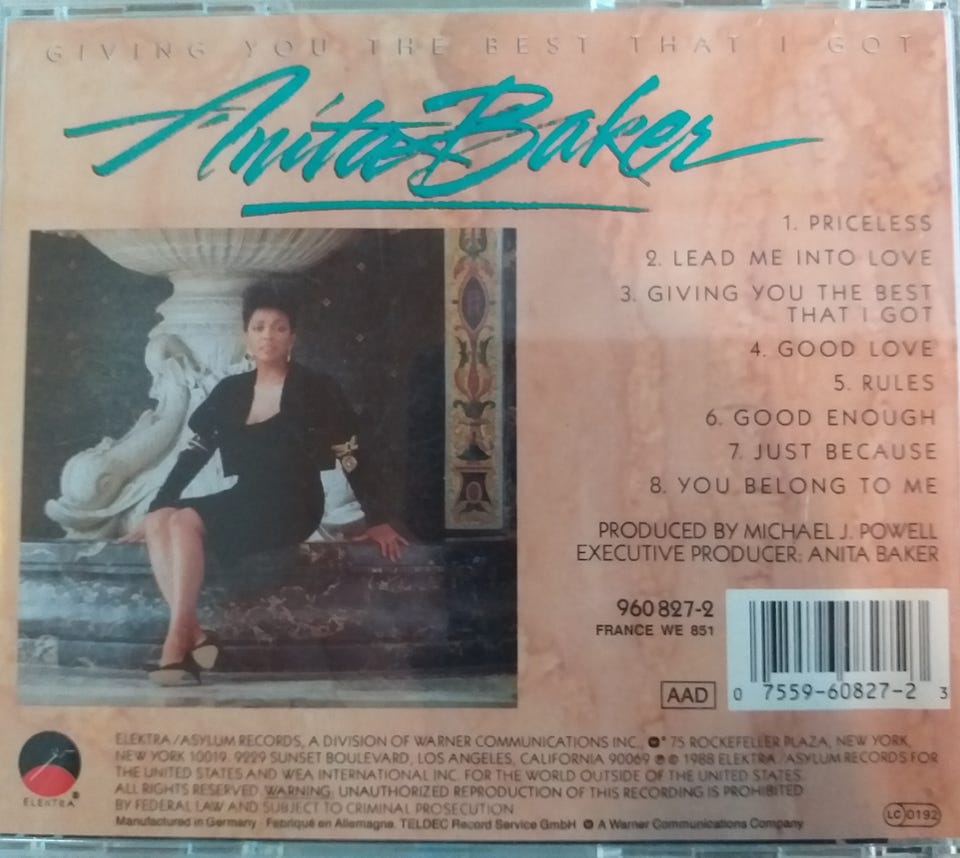 GIVING YOU THE BEST THAT I GOT
Anita Baker
1. PRICELESS
2. LEAD ME INTO LOVE
3. GIVING YOU THE BEST
THAT I GOT
4. GOOD LOVE
5. RULES
6. GOOD ENOUGH
7. JUST BECAUSE
8. YOU BELONG TO ME
PRODUCED BY MICHAEL J. POWELL
EXECUTIVE PRODUCER: ANITA BAKER
960 827-2
FRANCE WE 851
AAD
0 7559-60827-2 3
ELEKTRA/ASYLUM RECORDS, A DIVISION OF WARNER COMMUNICATIONS INC., 75 ROCKEFELLER PLAZA, NEW YORK,
NEW YORK 10019. 9229 SUNSET BOULEVARD, LOS ANGELES, CALIFORNIA 90069 ℗ © 1988 ELEKTRA/ASYLUM RECORDS FOR
THE UNITED STATES AND WEA INTERNATIONAL INC. FOR THE WORLD OUTSIDE OF THE UNITED STATES.
ALL RIGHTS RESERVED. WARNING: UNAUTHORIZED REPRODUCTION OF THIS RECORDING IS PROHIBITED
BY FEDERAL LAW AND SUBJECT TO CRIMINAL PROSECUTION.
Manufactured in Germany · Fabriqué en Allemagne. TELDEC Record Service GmbH A Warner Communications Company
ELEKTRA®
LC 0192